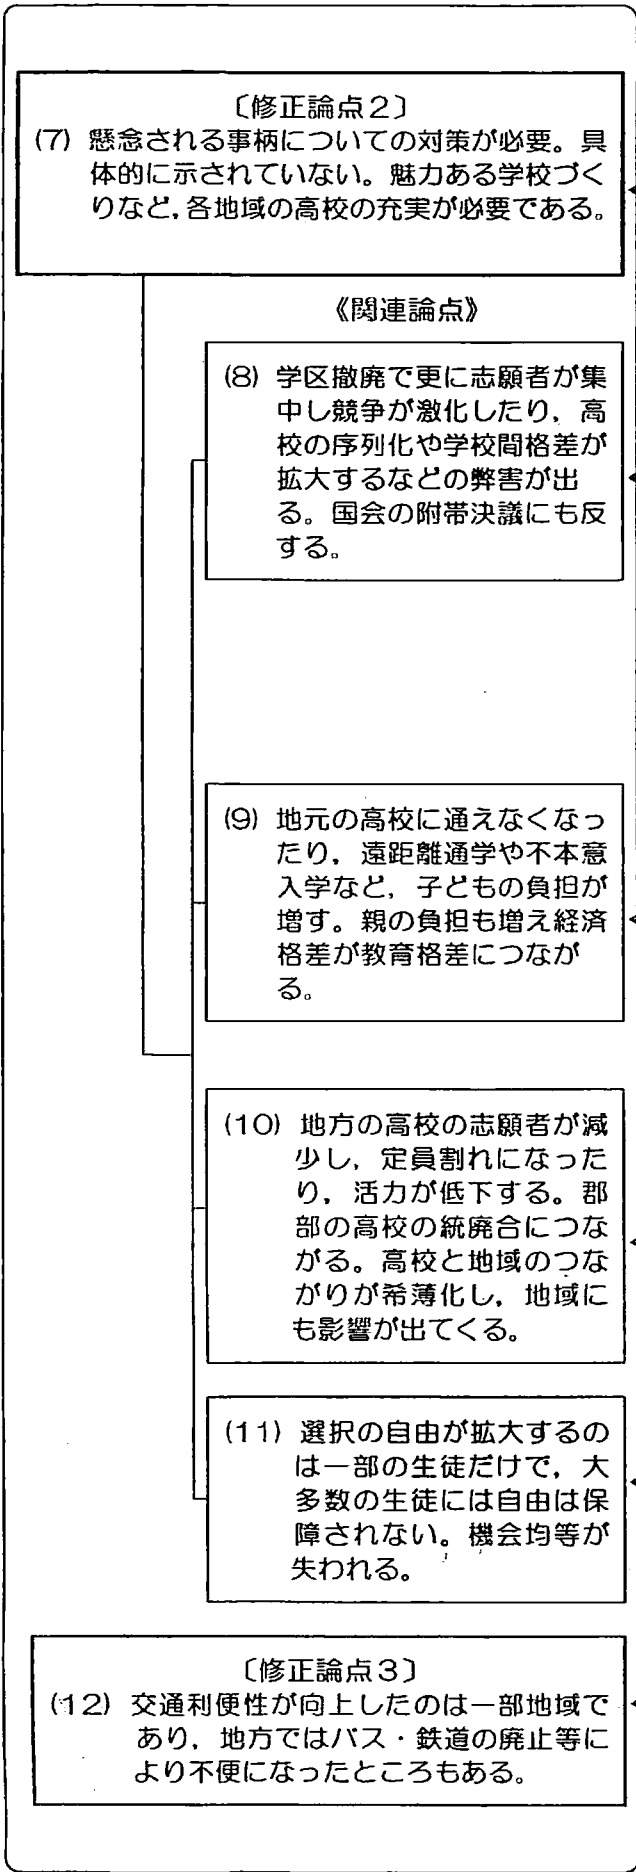 〔修正論点2〕
(7) 懸念される事柄についての対策が必要。具
体的に示されていない。魅力ある学校づく
りなど，各地域の高校の充実が必要である。
《関連論点》
(8) 学区撤廃で更に志願者が集
中し競争が激化したり，高
校の序列化や学校間格差が
拡大するなどの弊害が出
る。国会の附帯決議にも反
する。
(9) 地元の高校に通えなくなっ
たり，遠距離通学や不本意
入学など，子どもの負担が
増す。親の負担も増え経済
格差が教育格差につなが
る。
(10) 地方の高校の志願者が減
少し，定員割れになった
り，活力が低下する。郡
部の高校の統廃合につな
がる。高校と地域のつな
がりが希薄化し，地域に
も影響が出てくる。
(11) 選択の自由が拡大するの
は一部の生徒だけで，大
多数の生徒には自由は保
障されない。機会均等が
失われる。
〔修正論点3〕
(12) 交通利便性が向上したのは一部地域で
あり，地方ではバス・鉄道の廃止等に
より不便になったところもある。